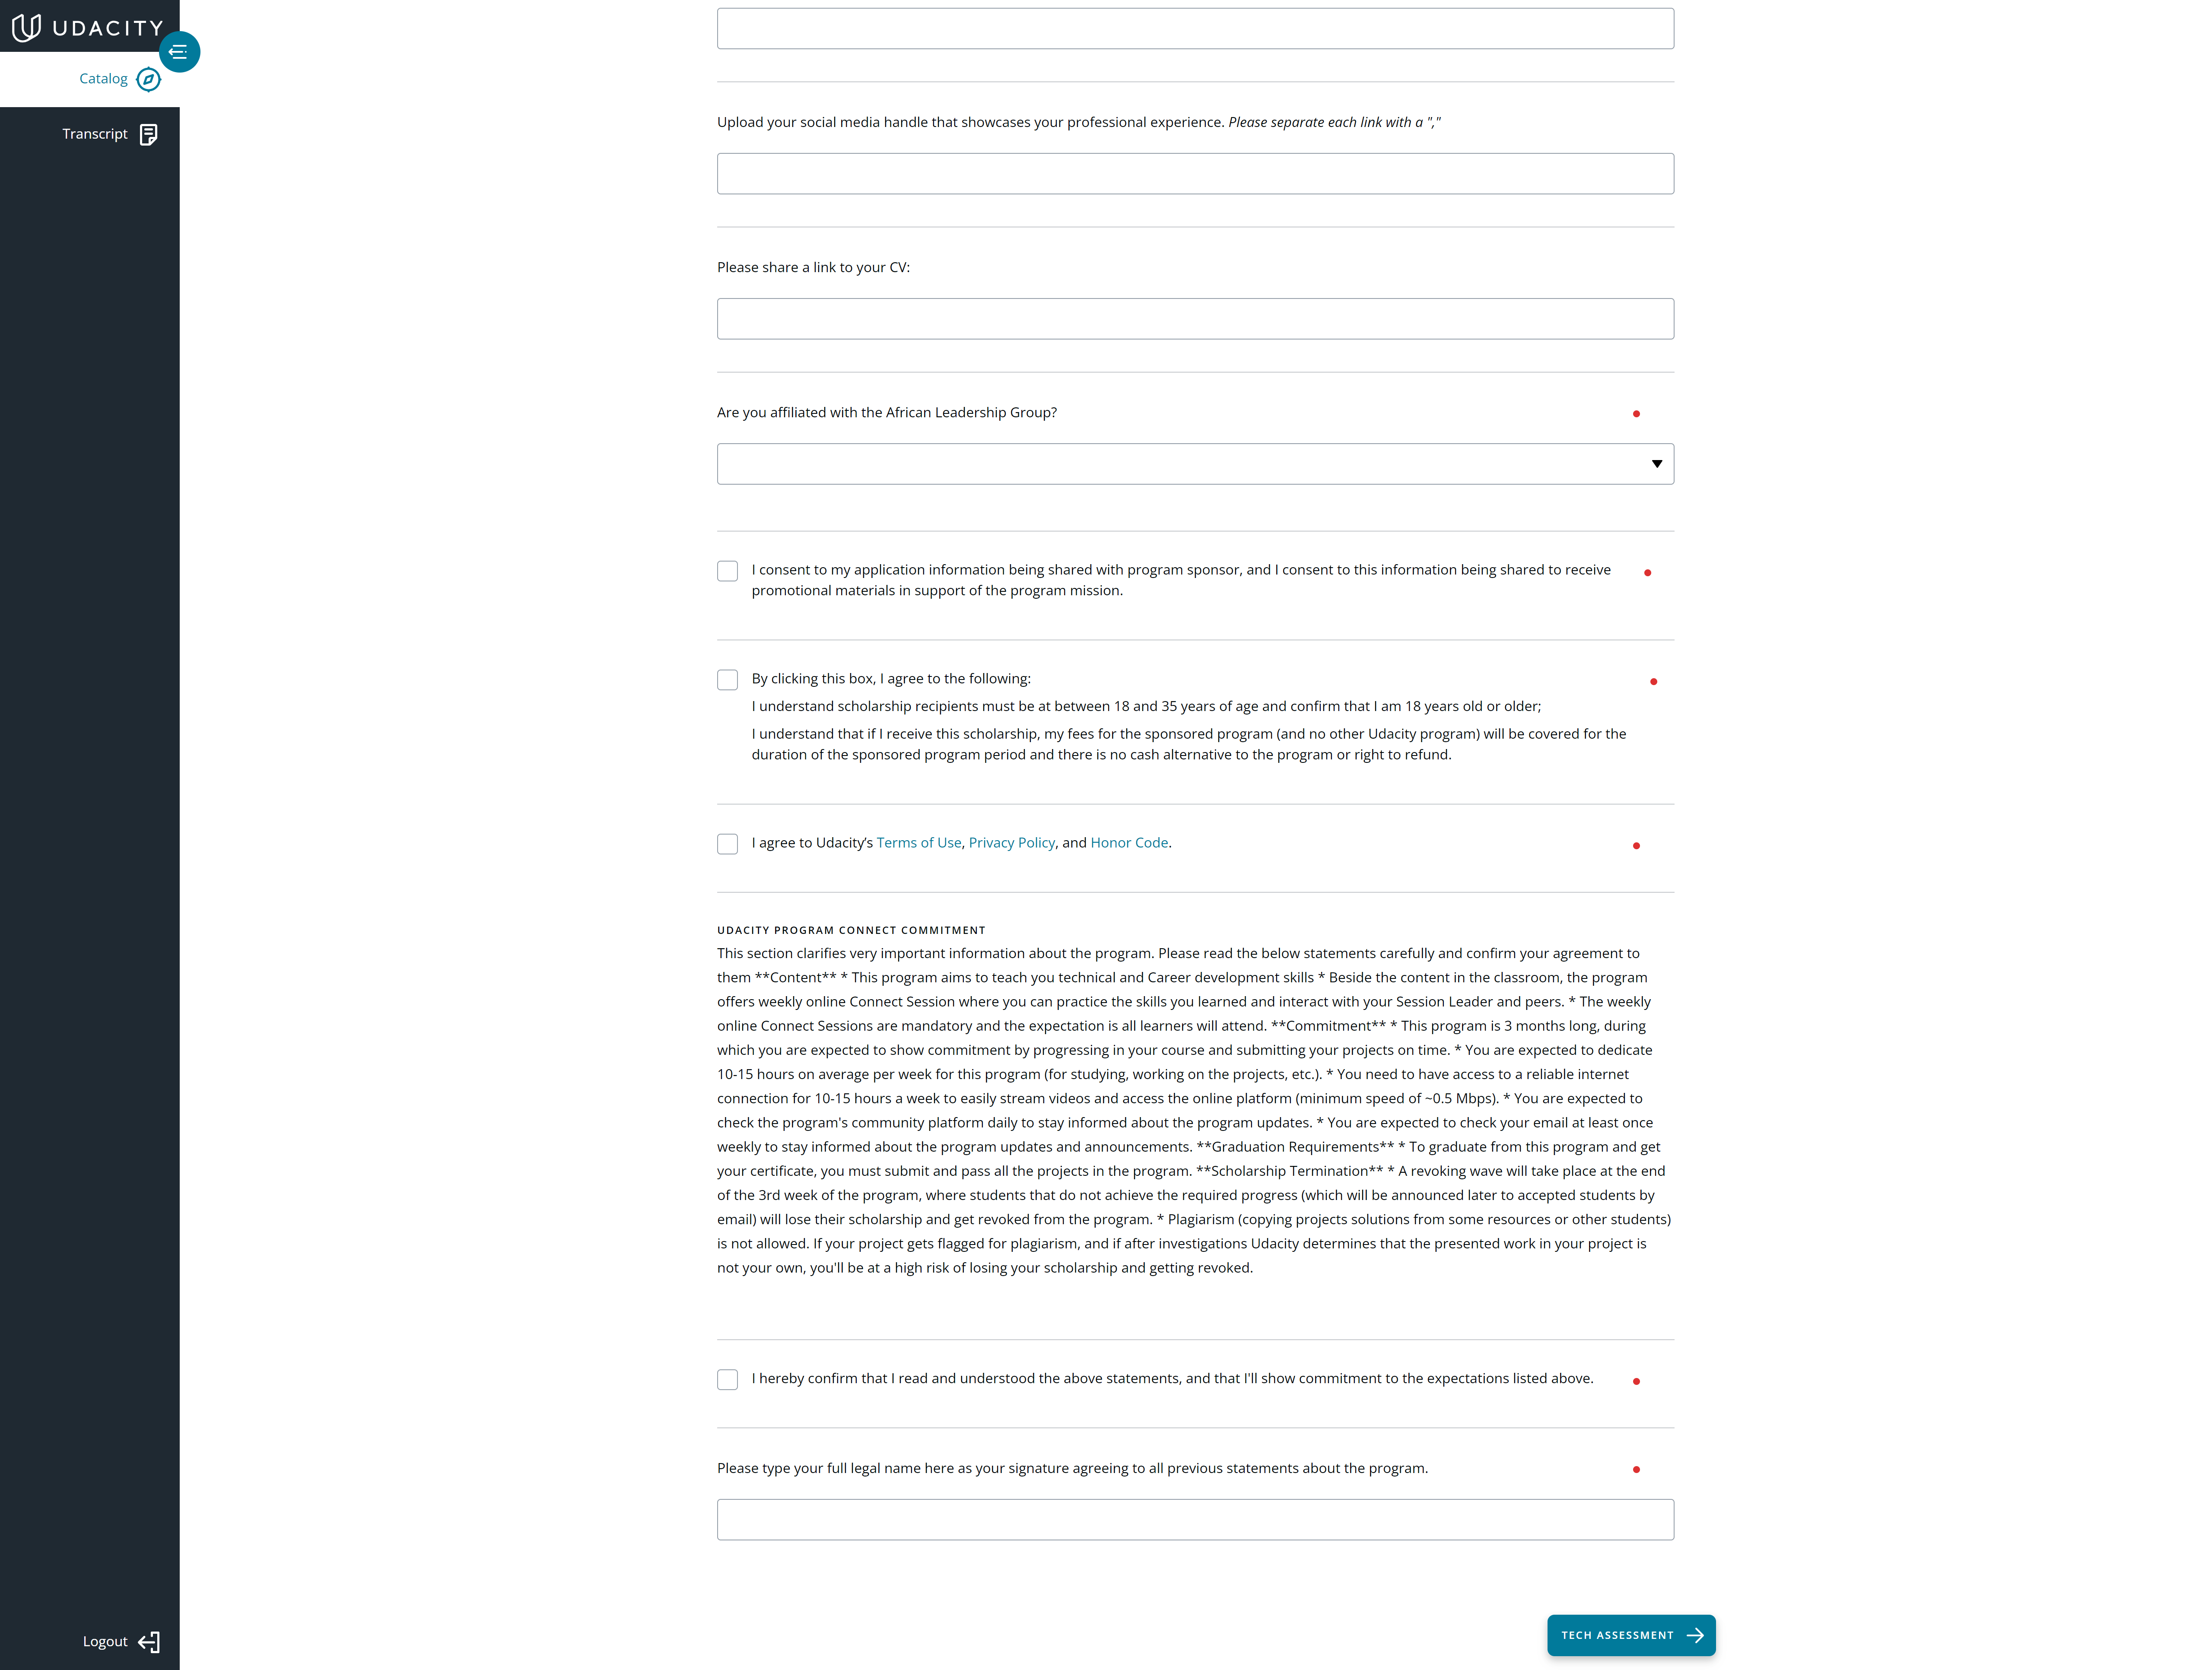 UDACITY
Catalog
Transcript
Upload your social media handle that showcases your professional experience. Please separate each link with a ","
Please share a link to your CV:
Are you affiliated with the African Leadership Group?
I consent to my application information being shared with program sponsor, and I consent to this information being shared to receive
promotional materials in support of the program mission.
By clicking this box, I agree to the following:
I understand scholarship recipients must be at between 18 and 35 years of age and confirm that I am 18 years old or older;
I understand that if I receive this scholarship, my fees for the sponsored program (and no other Udacity program) will be covered for the
duration of the sponsored program period and there is no cash alternative to the program or right to refund.
I agree to Udacity’s Terms of Use, Privacy Policy, and Honor Code.
UDACITY PROGRAM CONNECT COMMITMENT
This section clarifies very important information about the program. Please read the below statements carefully and confirm your agreement to
them **Content** * This program aims to teach you technical and Career development skills * Beside the content in the classroom, the program
offers weekly online Connect Session where you can practice the skills you learned and interact with your Session Leader and peers. * The weekly
online Connect Sessions are mandatory and the expectation is all learners will attend. **Commitment** * This program is 3 months long, during
which you are expected to show commitment by progressing in your course and submitting your projects on time. * You are expected to dedicate
10-15 hours on average per week for this program (for studying, working on the projects, etc.). * You need to have access to a reliable internet
connection for 10-15 hours a week to easily stream videos and access the online platform (minimum speed of ~0.5 Mbps). * You are expected to
check the program's community platform daily to stay informed about the program updates. * You are expected to check your email at least once
weekly to stay informed about the program updates and announcements. **Graduation Requirements** * To graduate from this program and get
your certificate, you must submit and pass all the projects in the program. **Scholarship Termination** * A revoking wave will take place at the end
of the 3rd week of the program, where students that do not achieve the required progress (which will be announced later to accepted students by
email) will lose their scholarship and get revoked from the program. * Plagiarism (copying projects solutions from some resources or other students)
is not allowed. If your project gets flagged for plagiarism, and if after investigations Udacity determines that the presented work in your project is
not your own, you'll be at a high risk of losing your scholarship and getting revoked.
I hereby confirm that I read and understood the above statements, and that I'll show commitment to the expectations listed above.
Please type your full legal name here as your signature agreeing to all previous statements about the program.
Logout
TECH ASSESSMENT